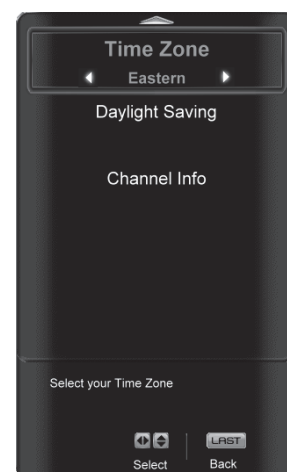 Time Zone
Eastern
Daylight Saving
Channel Info
Select your Time Zone
LAST
Select Back